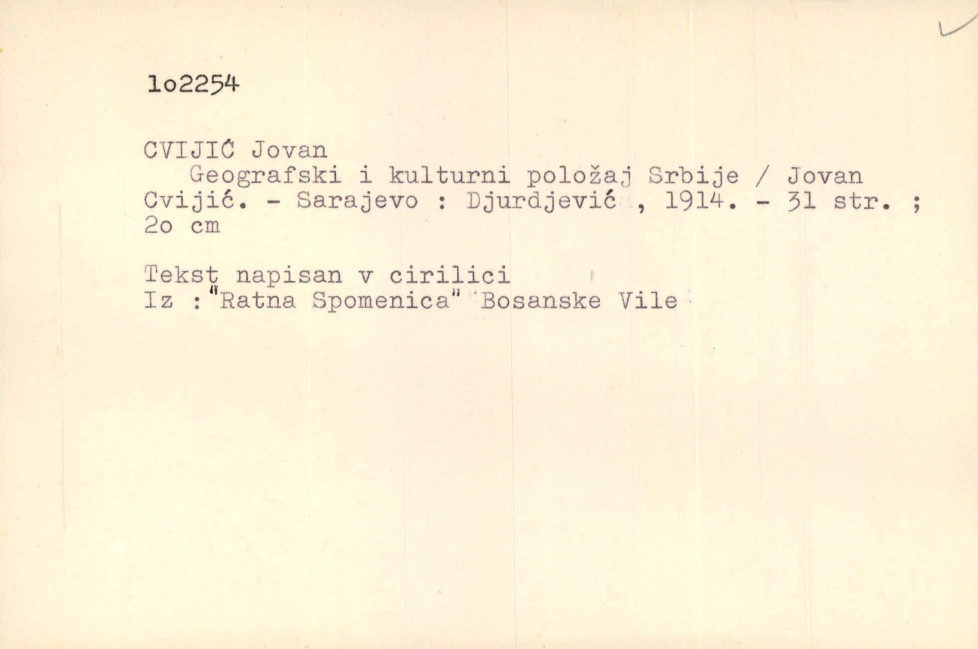 lo2254
CVIJIĆ Jovan
Geografski i kulturni položaj Srbije / Jovan
Cvijić. - Sarajevo : Djurdjević , 1914. - 31 str. ;
2o cm
Tekst napisan v cirilici
Iz :"Ratna Spomenica" Bosanske Vile